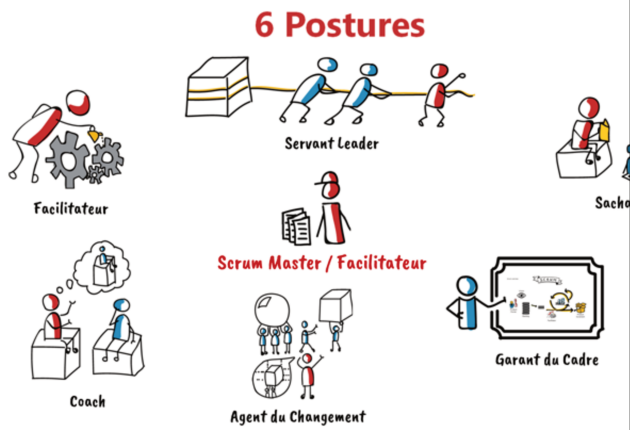 6 Postures
Servant Leader
Facilitateur
Scrum Master / Facilitateur
Garant du Cadre
Coach
Agent du Changement